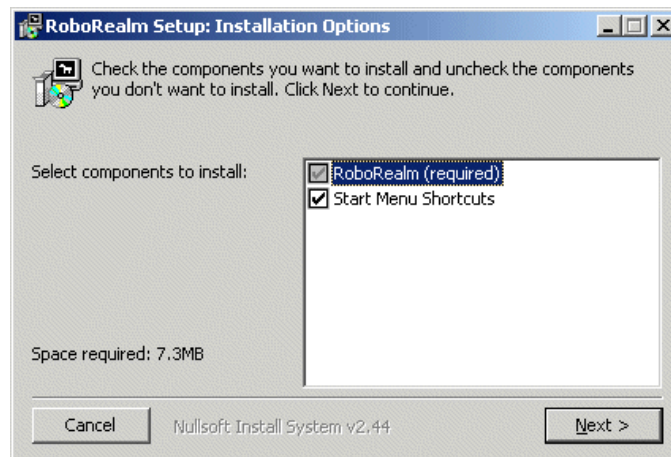 RoboRealm Setup: Installation Options
Check the components you want to install and uncheck the components
you don't want to install. Click Next to continue.
Select components to install:
RoboRealm (required)
Start Menu Shortcuts
Space required: 7.3MB
Cancel
Nullsoft Install System v2.44
Next >